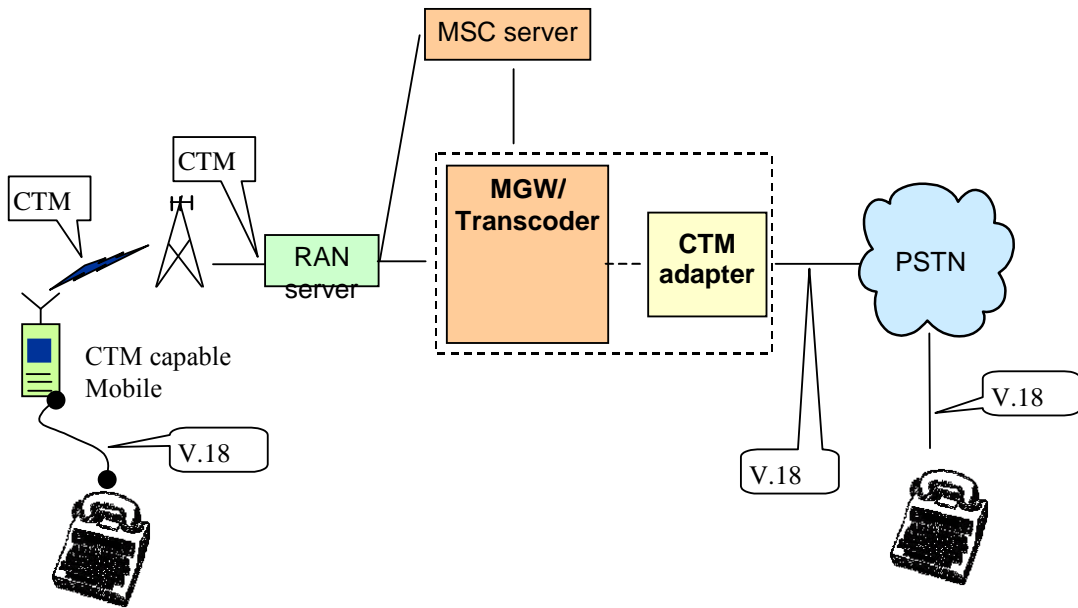 MSC server
CTM
CTM
MGW/
Transcoder
RAN
server
CTM
adapter
PSTN
CTM capable
Mobile
V.18
V.18
V.18